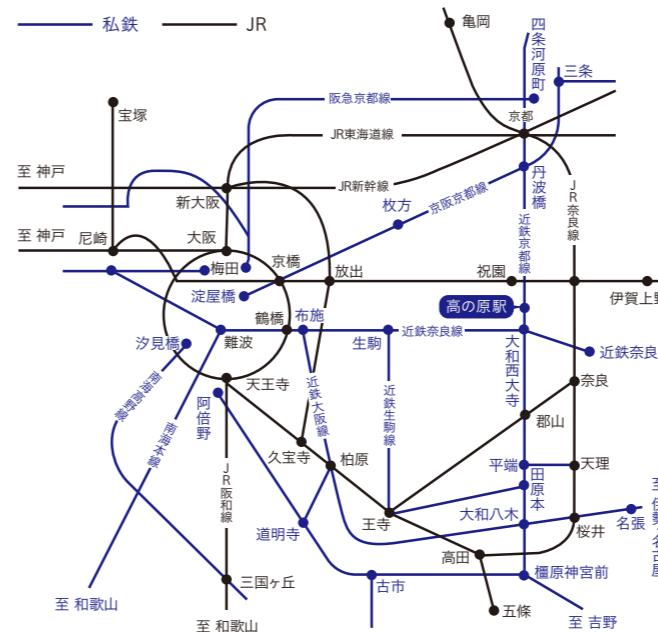 私鉄
JR
亀岡
四条河原町
三条
宝塚
阪急京都線
京都
JR東海道線
至 神戸
新大阪
JR新幹線
丹波橋
JR奈良線
枚方
京阪京都線
近鉄京都線
至 神戸
尼崎
大阪
梅田
京橋
放出
祝園
伊賀上野
淀屋橋
高の原駅
鶴橋
布施
汐見橋
難波
生駒
近鉄奈良線
大和西大寺
近鉄奈良
天王寺
阿倍野
南海高野線
南海本線
近鉄大阪線
近鉄生駒線
奈良
郡山
久宝寺
柏原
JR阪和線
平端
田原本
天理
道明寺
王寺
大和八木
桜井
名張
高田
三国ヶ丘
古市
橿原神宮前
至 和歌山
至 和歌山
五條
至 吉野